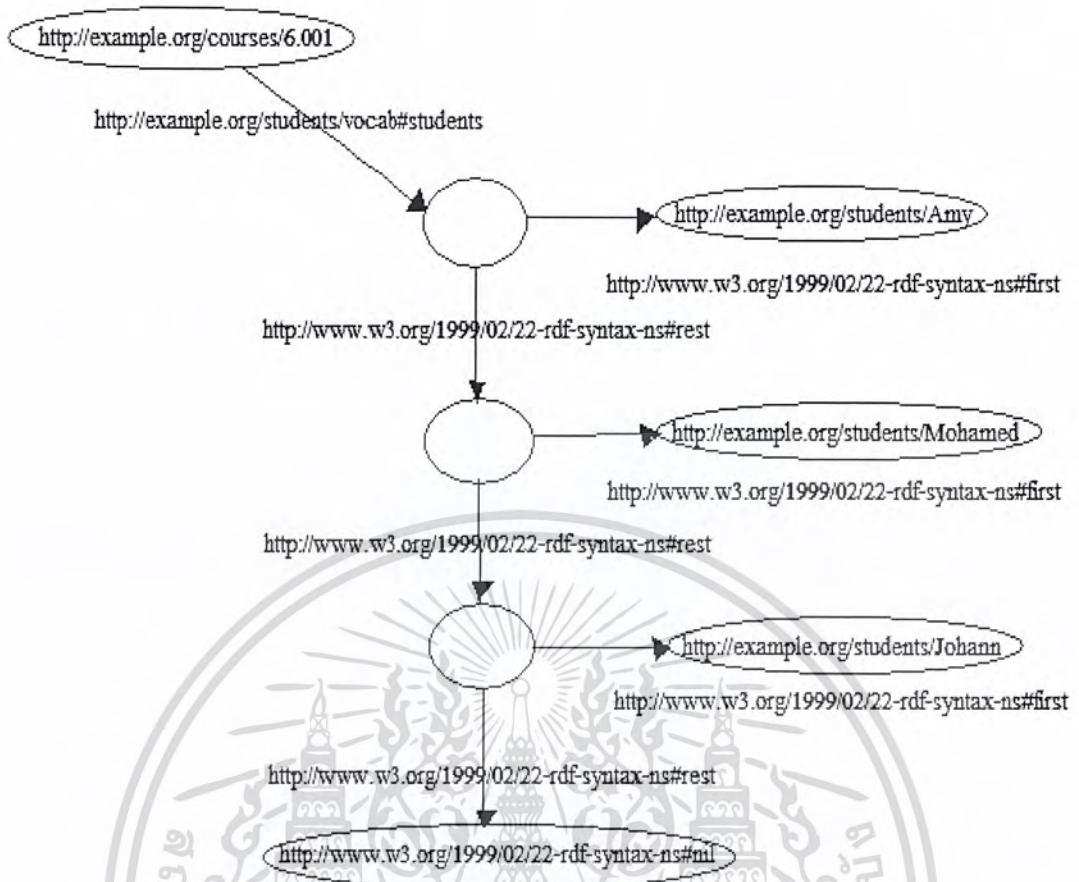 http://example.org/courses/6.001
http://example.org/students/vocab#students
http://example.org/students/Amy
http://www.w3.org/1999/02/22-rdf-syntax-ns#first
http://www.w3.org/1999/02/22-rdf-syntax-ns#rest
http://example.org/students/Mohamed
http://www.w3.org/1999/02/22-rdf-syntax-ns#first
http://www.w3.org/1999/02/22-rdf-syntax-ns#rest
http://example.org/students/Johann
http://www.w3.org/1999/02/22-rdf-syntax-ns#first
http://www.w3.org/1999/02/22-rdf-syntax-ns#rest
http://www.w3.org/1999/02/22-rdf-syntax-ns#nil